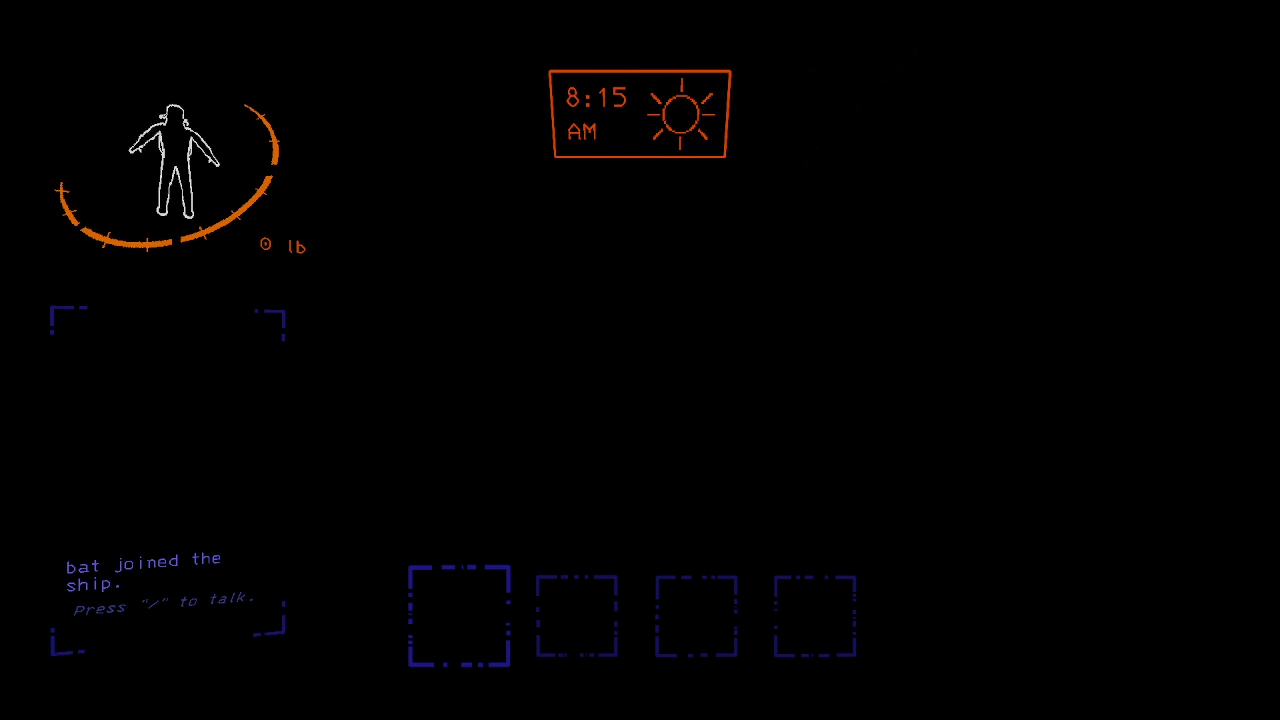 8:15
AM
0 lb
bat joined the
ship.
Press "/" to talk.